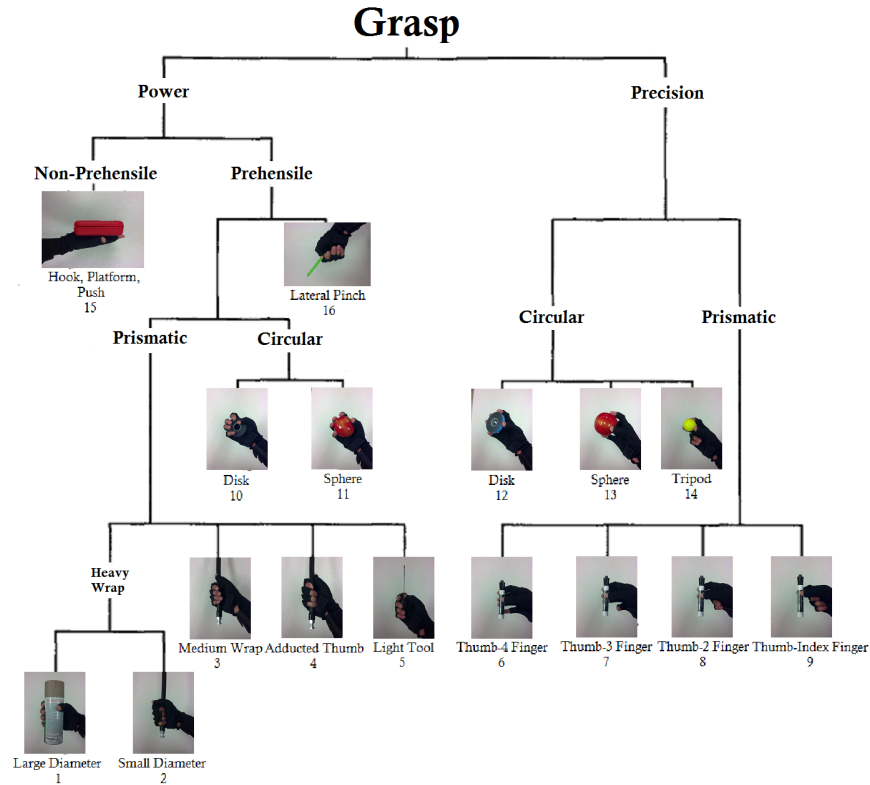 Grasp
Power
Precision
Non-Prehensile
Prehensile
Hook, Platform,
Push
15
Lateral Pinch
16
Prismatic
Circular
Circular
Prismatic
Disk
10
Sphere
11
Disk
12
Sphere
13
Tripod
14
Heavy
Wrap
Medium Wrap
3
Adducted Thumb
4
Light Tool
5
Thumb-4 Finger
6
Thumb-3 Finger
7
Thumb-2 Finger
8
Thumb-Index Finger
9
Large Diameter
1
Small Diameter
2